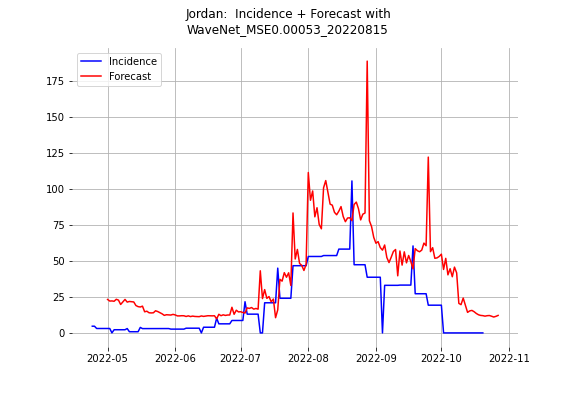 Jordan:  Incidence + Forecast with
WaveNet_MSE0.00053_20220815
Incidence
Forecast
175
150
125
100
75
50
25
0
2022-05 2022-06 2022-07 2022-08 2022-09 2022-10 2022-11